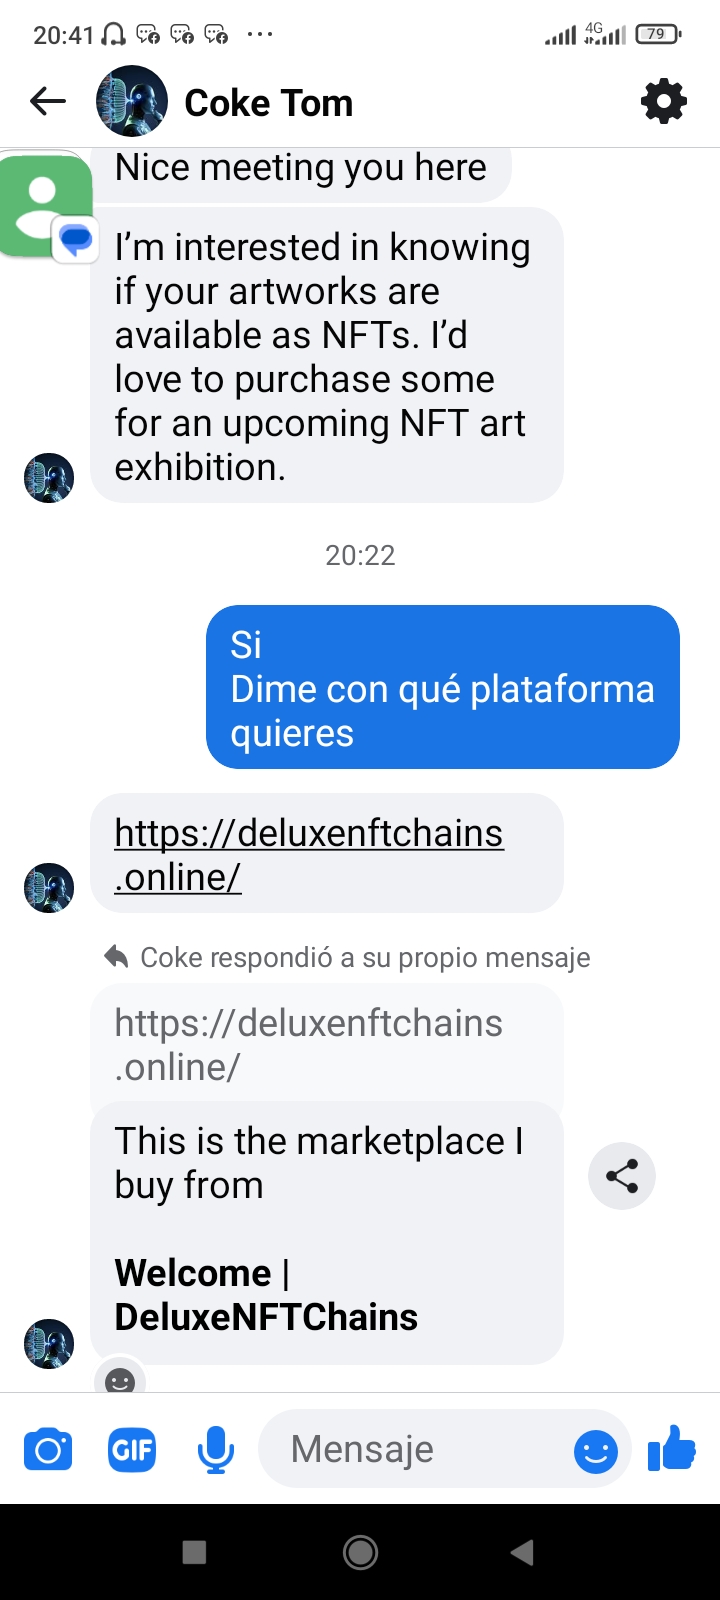 20:41
4G
79
Coke Tom
Nice meeting you here
I’m interested in knowing
if your artworks are
available as NFTs. I’d
love to purchase some
for an upcoming NFT art
exhibition.
20:22
Si
Dime con qué plataforma
quieres
https://deluxenftchains
.online/
Coke respondió a su propio mensaje
https://deluxenftchains
.online/
This is the marketplace I
buy from
Welcome |
DeluxeNFTChains
GIF
Mensaje